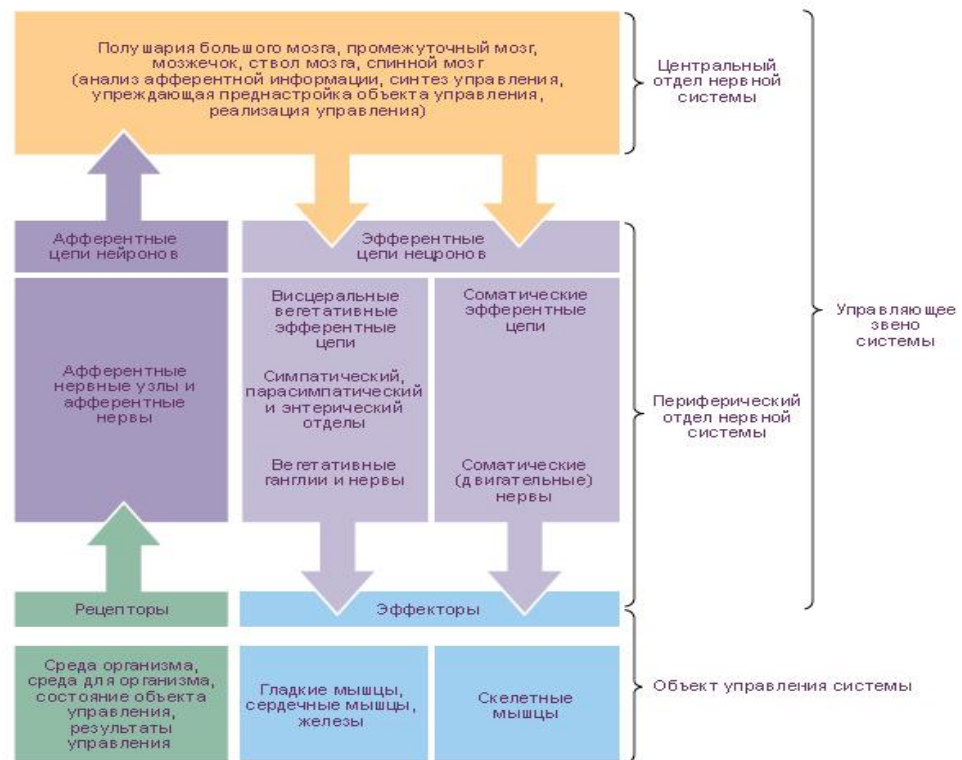 Полушария большого мозга, промежуточный мозг,
мозжечок, ствол мозга, спинной мозг
(анализ афферентной информации, синтез управления,
упреждающая преднастройка объекта управления,
реализация управления)
Центральный
отдел нервной
системы
Афферентные
цепи нейронов
Эфферентные
цепи нецронов
Афферентные
нервные узлы и
афферентные
нервы
Висцеральные
вегетативные
эфферентные
цепи
Симпатический,
парасимпатический
и энтерический
отделы
Вегетативные
ганглии и нервы
Соматические
эфферентные
цепи
Соматические
(двигательные)
нервы
Периферический
отдел нервной
системы
Управляющее
звено
системы
Рецепторы
Эффекторы
Среда организма,
среда для организма,
состояние объекта
управления,
результаты
управления
Гладкие мышцы,
сердечные мышцы,
железы
Скелетные
мышцы
Объект управления системы